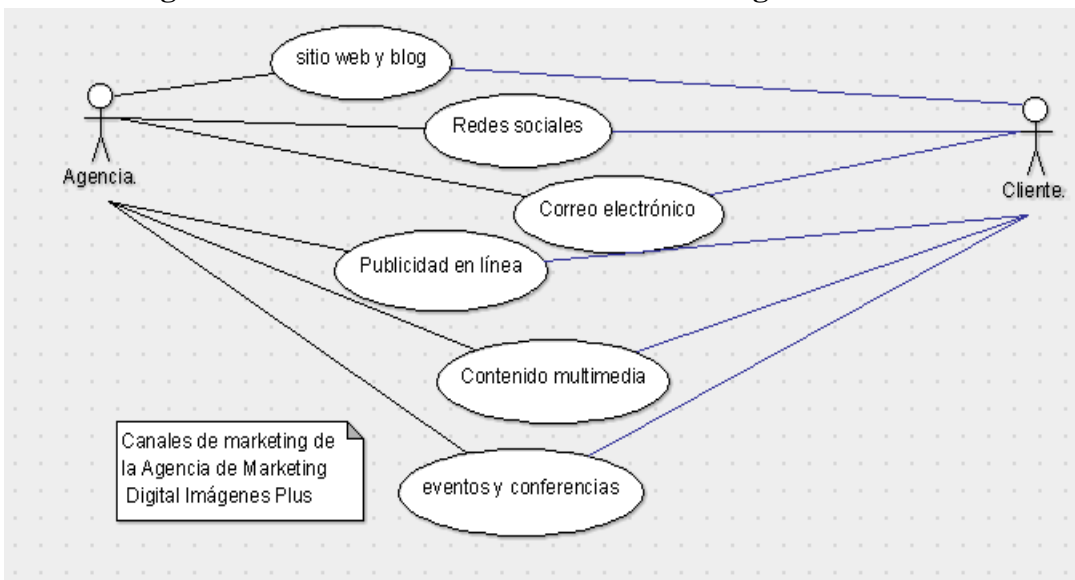 sitio web y blog
Redes sociales
Agencia.
Cliente.
Correo electrónico
Publicidad en línea
Contenido multimedia
Canales de marketing de
la Agencia de Marketing
Digital Imágenes Plus
eventos y conferencias